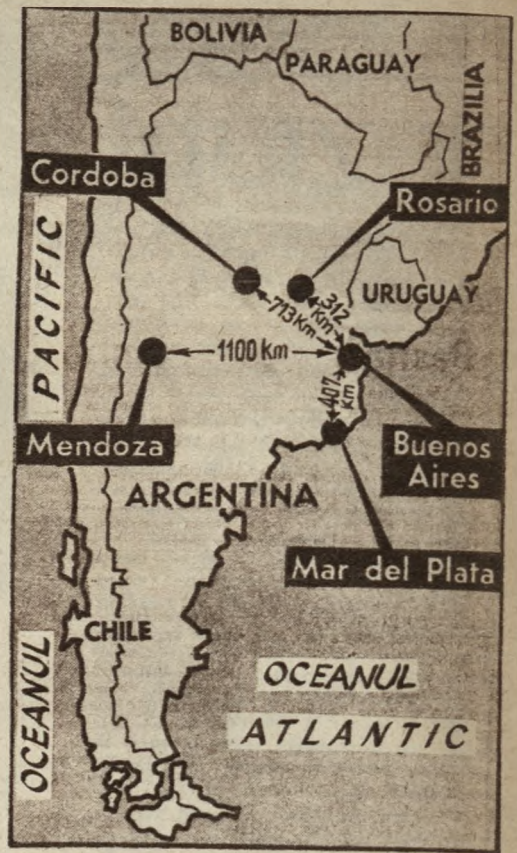 BOLIVIA
PARAGUAY
BRAZILIA
Cordoba
Rosario
PACIFIC
URUGUAY
312
km
713 Km
1100 km
407
km
Mendoza
Buenos
Aires
ARGENTINA
Mar del Plata
CHILE
OCEANUL
OCEANUL
ATLANTIC